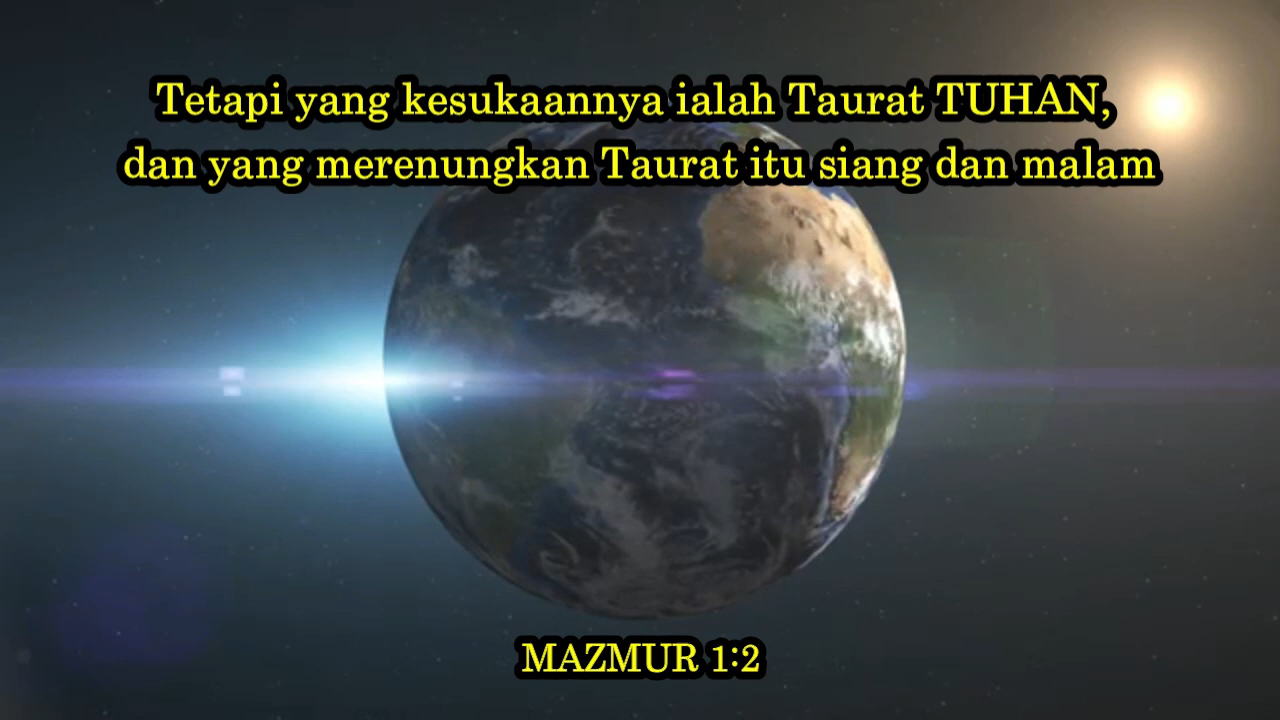 Tetapi yang kesukaannya ialah Taurat TUHAN,
dan yang merenungkan Taurat itu siang dan malam
MAZMUR 1:2